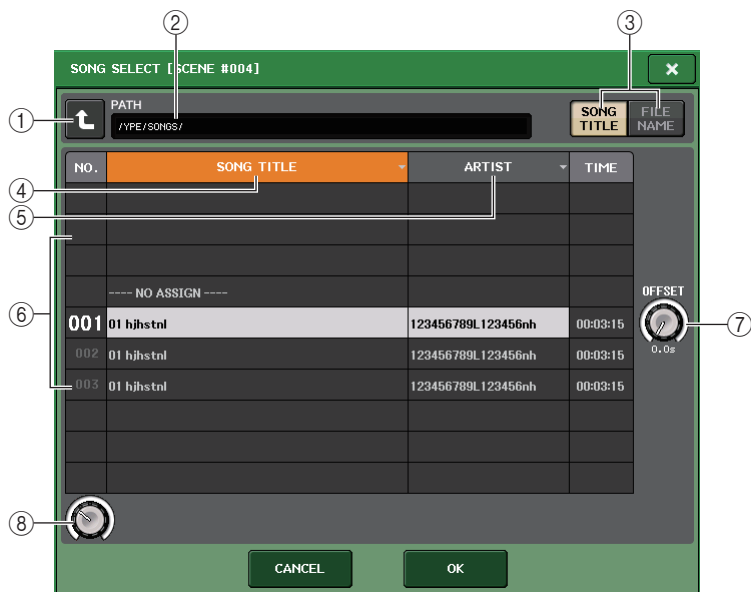 ② ③
SONG SELECT [SCENE #004]
①
PATH
/YPE/SONGS/
SONG TITLE
FILE NAME
NO. SONG TITLE ARTIST TIME
④
⑤
---- NO ASSIGN ----
OFFSET
⑥
001 01 hjhstnl 123456789L123456nh 00:03:15
⑦
0.0s
002 01 hjhstnl 123456789L123456nh 00:03:15
003 01 hjhstnl 123456789L123456nh 00:03:15
⑧
CANCEL OK